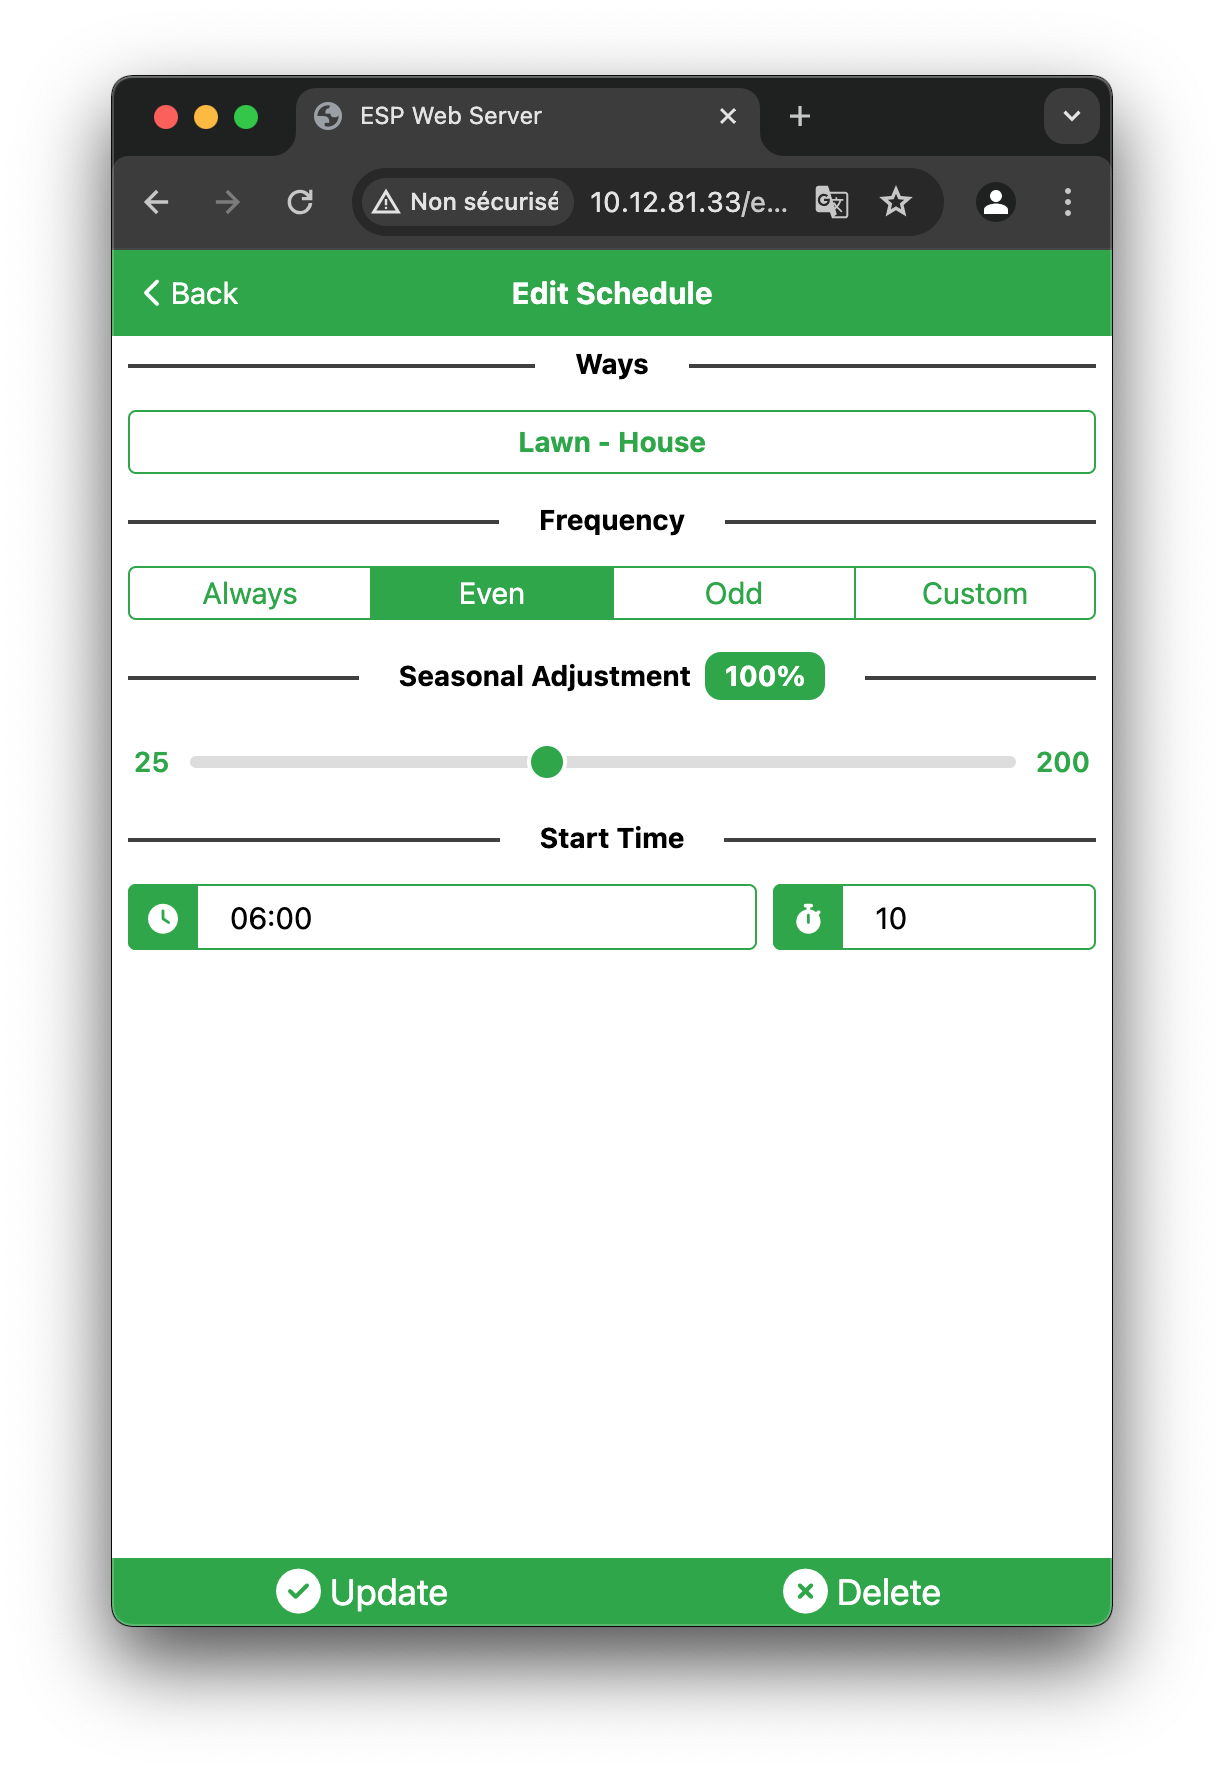 ESP Web Server
Non sécurisé 10.12.81.33/e...
Back Edit Schedule
Ways
Lawn - House
Frequency
Always Even Odd Custom
Seasonal Adjustment 100%
25 200
Start Time
06:00 10
Update Delete